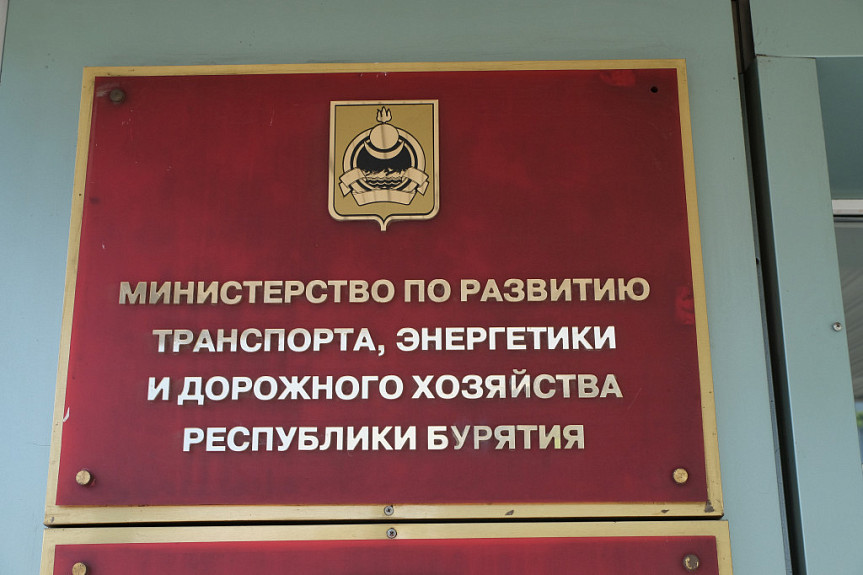 МИНИСТЕРСТВО ПО РАЗВИТИЮ
ТРАНСПОРТА, ЭНЕРГЕТИКИ
И ДОРОЖНОГО ХОЗЯЙСТВА
РЕСПУБЛИКИ БУРЯТИЯ